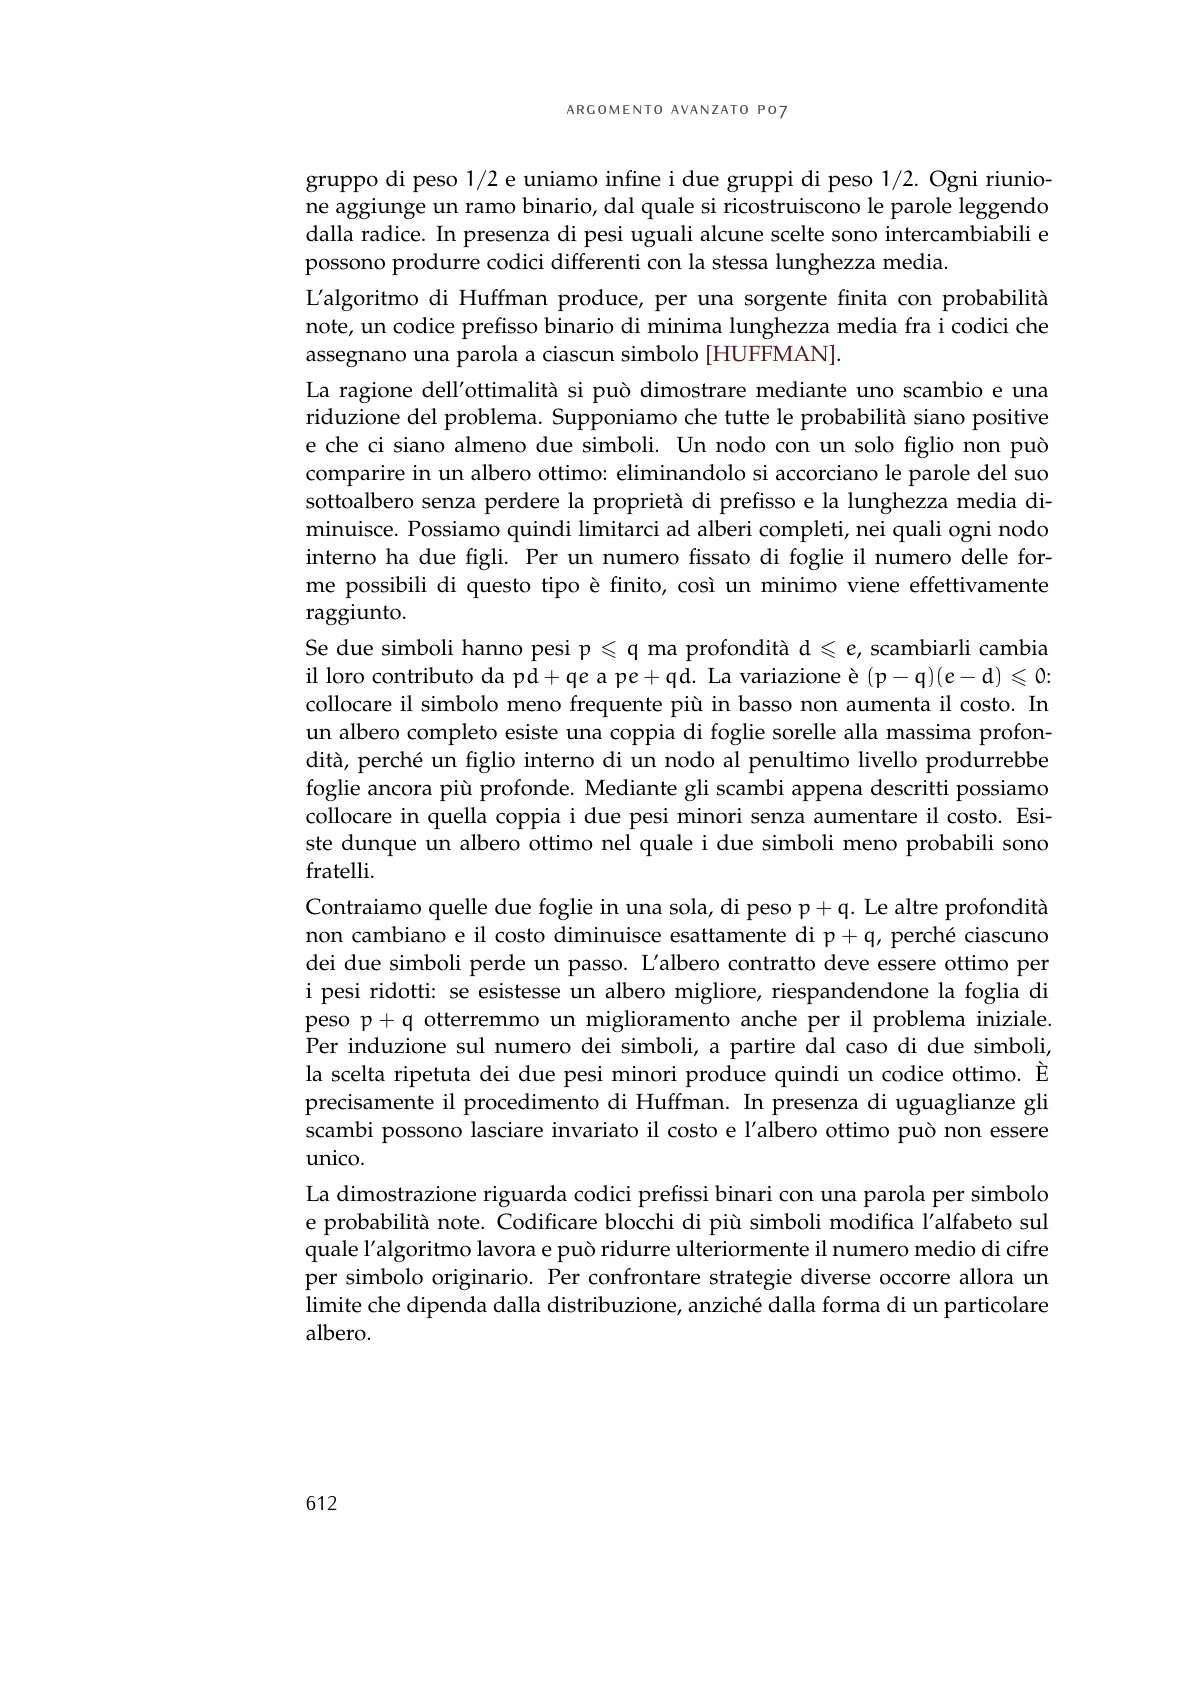 ARGOMENTO AVANZATO P07
gruppo di peso 1/2 e uniamo infine i due gruppi di peso 1/2. Ogni riunio-
ne aggiunge un ramo binario, dal quale si ricostruiscono le parole leggendo
dalla radice. In presenza di pesi uguali alcune scelte sono intercambiabili e
possono produrre codici differenti con la stessa lunghezza media.
L'algoritmo di Huffman produce, per una sorgente finita con probabilità
note, un codice prefisso binario di minima lunghezza media fra i codici che
assegnano una parola a ciascun simbolo [HUFFMAN].
La ragione dell'ottimalità si può dimostrare mediante uno scambio e una
riduzione del problema. Supponiamo che tutte le probabilità siano positive
e che ci siano almeno due simboli. Un nodo con un solo figlio non può
comparire in un albero ottimo: eliminandolo si accorciano le parole del suo
sottoalbero senza perdere la proprietà di prefisso e la lunghezza media di-
minuisce. Possiamo quindi limitarci ad alberi completi, nei quali ogni nodo
interno ha due figli. Per un numero fissato di foglie il numero delle for-
me possibili di questo tipo è finito, così un minimo viene effettivamente
raggiunto.
Se due simboli hanno pesi p ⩽ q ma profondità d ⩽ e, scambiarli cambia
il loro contributo da pd + qe a pe + qd. La variazione è (p − q)(e − d) ⩽ 0:
collocare il simbolo meno frequente più in basso non aumenta il costo. In
un albero completo esiste una coppia di foglie sorelle alla massima profon-
dità, perché un figlio interno di un nodo al penultimo livello produrrebbe
foglie ancora più profonde. Mediante gli scambi appena descritti possiamo
collocare in quella coppia i due pesi minori senza aumentare il costo. Esi-
ste dunque un albero ottimo nel quale i due simboli meno probabili sono
fratelli.
Contraiamo quelle due foglie in una sola, di peso p + q. Le altre profondità
non cambiano e il costo diminuisce esattamente di p + q, perché ciascuno
dei due simboli perde un passo. L'albero contratto deve essere ottimo per
i pesi ridotti: se esistesse un albero migliore, riespandendone la foglia di
peso p + q otterremmo un miglioramento anche per il problema iniziale.
Per induzione sul numero dei simboli, a partire dal caso di due simboli,
la scelta ripetuta dei due pesi minori produce quindi un codice ottimo. È
precisamente il procedimento di Huffman. In presenza di uguaglianze gli
scambi possono lasciare invariato il costo e l'albero ottimo può non essere
unico.
La dimostrazione riguarda codici prefissi binari con una parola per simbolo
e probabilità note. Codificare blocchi di più simboli modifica l'alfabeto sul
quale l'algoritmo lavora e può ridurre ulteriormente il numero medio di cifre
per simbolo originario. Per confrontare strategie diverse occorre allora un
limite che dipenda dalla distribuzione, anziché dalla forma di un particolare
albero.
612